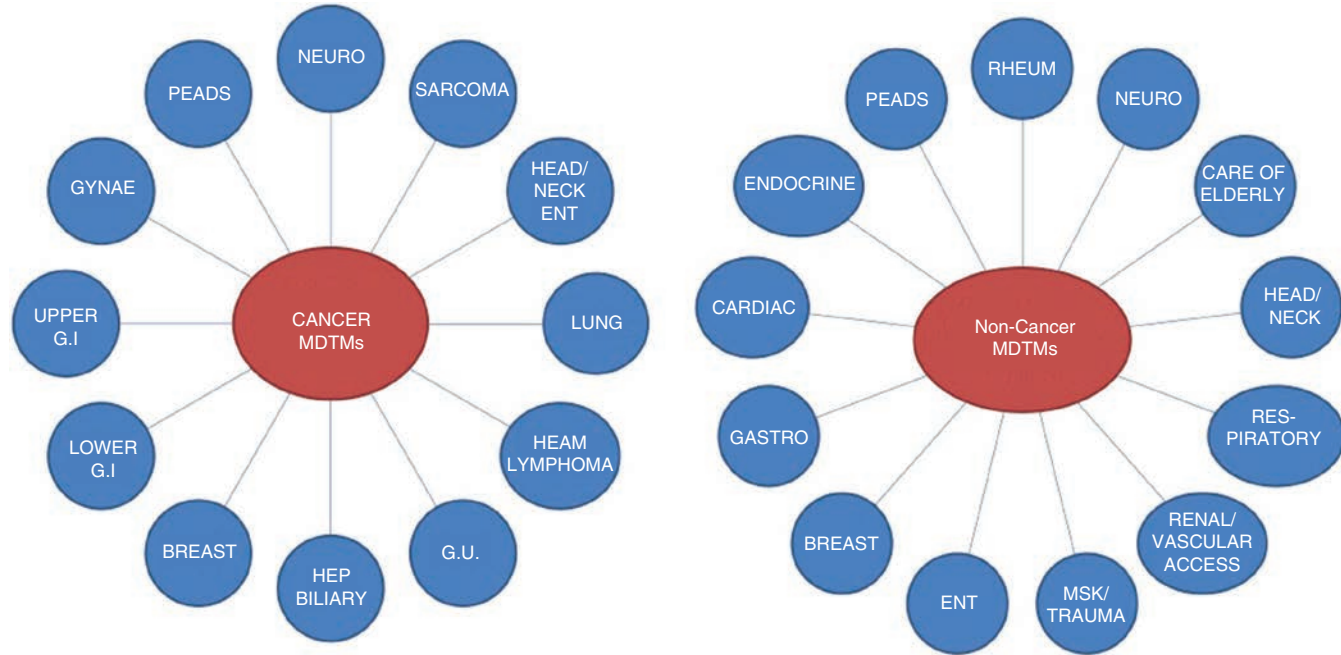 NEURO
SARCOMA
HEAD/
NECK
ENT
LUNG
HEAM
LYMPHOMA
G.U.
HEP
BILIARY
BREAST
LOWER
G.I
UPPER
G.I
GYNAE
PEADS
CANCER
MDTMs
RHEUM
NEURO
CARE OF
ELDERLY
HEAD/
NECK
RES-
PIRATORY
RENAL/
VASCULAR
ACCESS
MSK/
TRAUMA
ENT
BREAST
GASTRO
CARDIAC
ENDOCRINE
PEADS
Non-Cancer
MDTMs